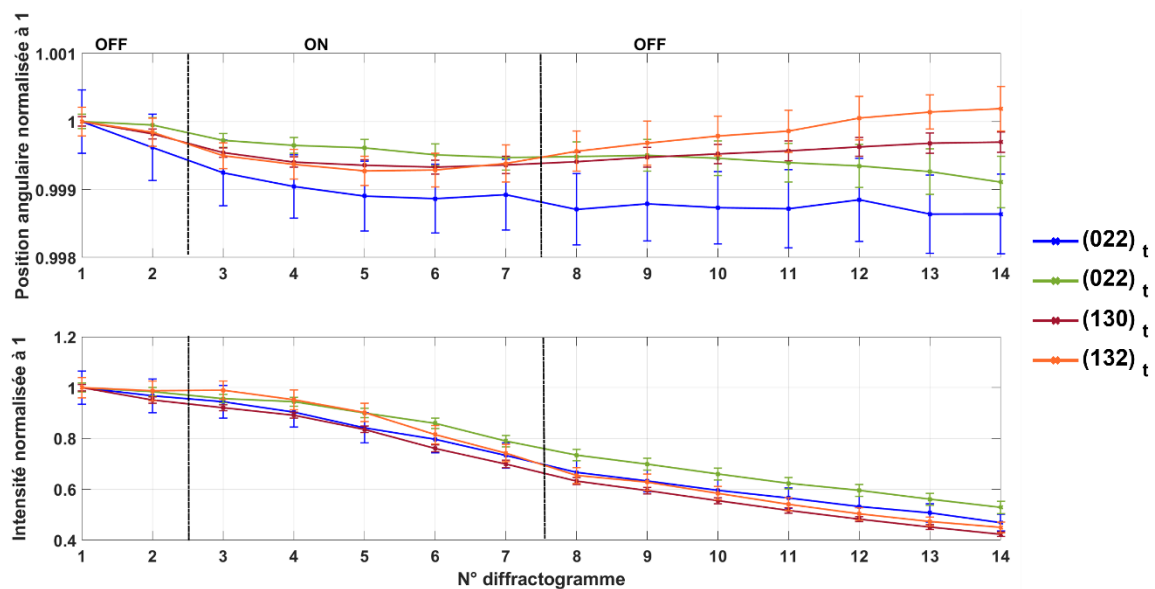 OFF ON OFF
Position angulaire normalisée à 1
1.001
1
0.999
0.998
1 2 3 4 5 6 7 8 9 10 11 12 13 14
Intensité normalisée à 1
1.2
1
0.8
0.6
0.4
1 2 3 4 5 6 7 8 9 10 11 12 13 14
N° diffractogramme
(022) t
(022) t
(130) t
(132) t